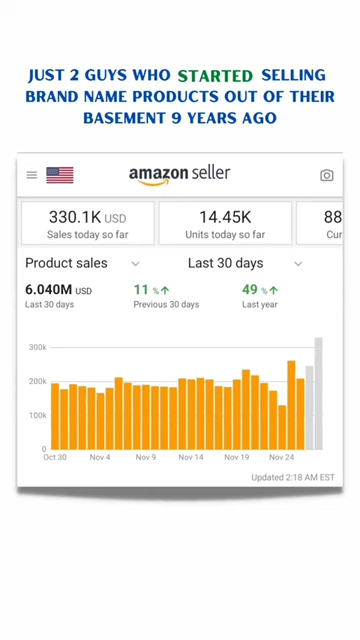 JUST 2 GUYS WHO STARTED SELLING
BRAND NAME PRODUCTS OUT OF THEIR
BASEMENT 9 YEARS AGO
amazon seller
330.1K USD
Sales today so far
14.45K
Units today so far
88
Cur
Product sales
Last 30 days
6.040M USD
Last 30 days
11 %↑
Previous 30 days
49 %↑
Last year
300k
200k
100k
0
Oct 30
Nov 4
Nov 9
Nov 14
Nov 19
Nov 24
Updated 2:18 AM EST